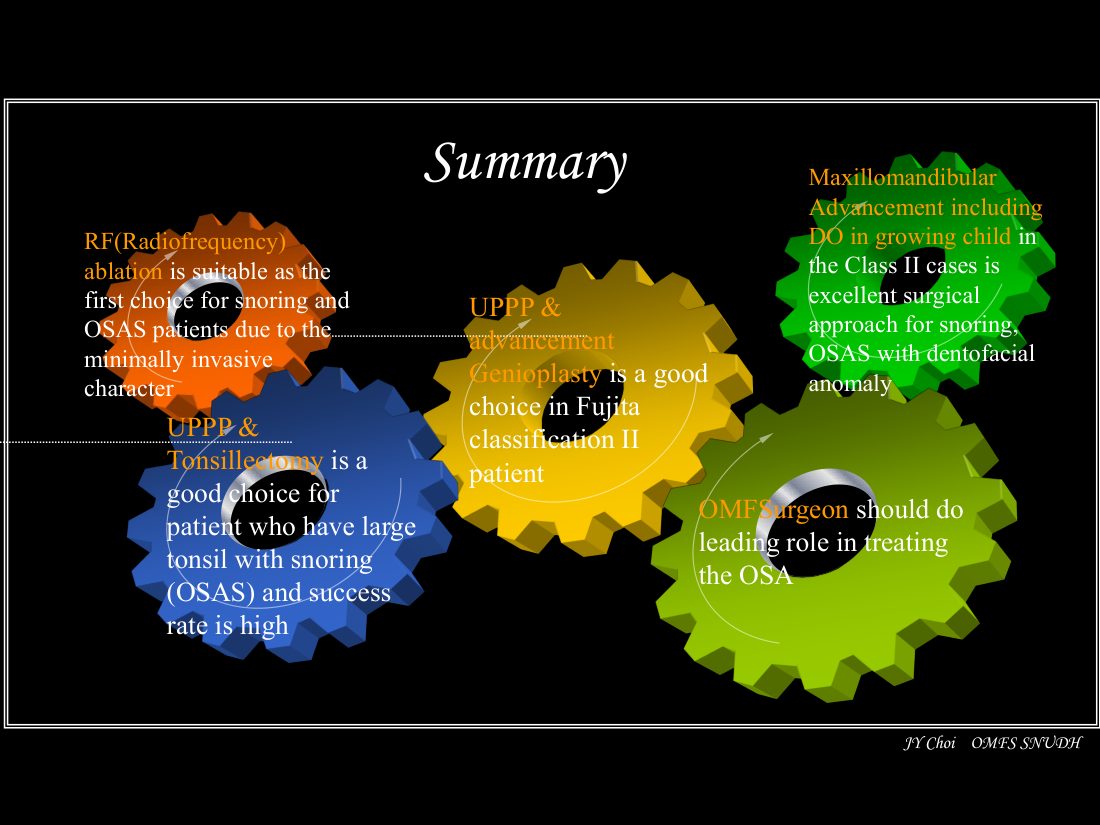 Summary
RF(Radiofrequency)
ablation is suitable as the
first choice for snoring and
OSAS patients due to the
minimally invasive
character
UPPP &
Tonsillectomy is a
good choice for
patient who have large
tonsil with snoring
(OSAS) and success
rate is high
UPPP &
advancement
Genioplasty is a good
choice in Fujita
classification II
patient
Maxillomandibular
Advancement including
DO in growing child in
the Class II cases is
excellent surgical
approach for snoring,
OSAS with dentofacial
anomaly
OMFSurgeon should do
leading role in treating
the OSA
JY Choi OMFS SNUDH